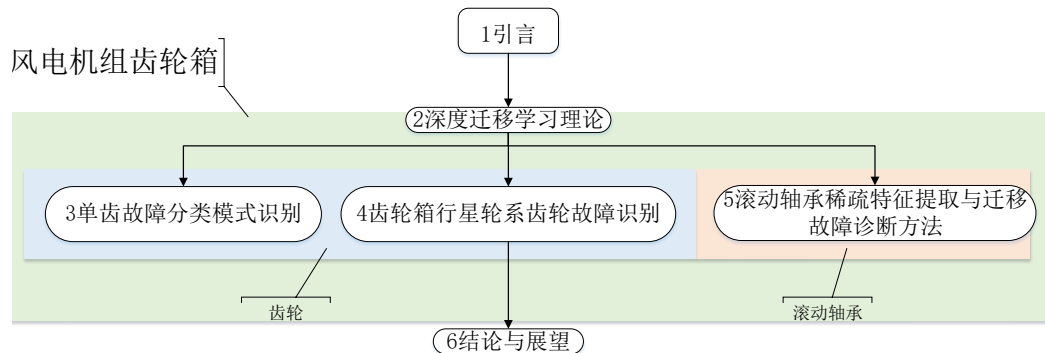 1引言
风电机组齿轮箱
2深度迁移学习理论
3单齿故障分类模式识别
4齿轮箱行星轮系齿轮故障识别
5滚动轴承稀疏特征提取与迁移
故障诊断方法
齿轮
滚动轴承
6结论与展望